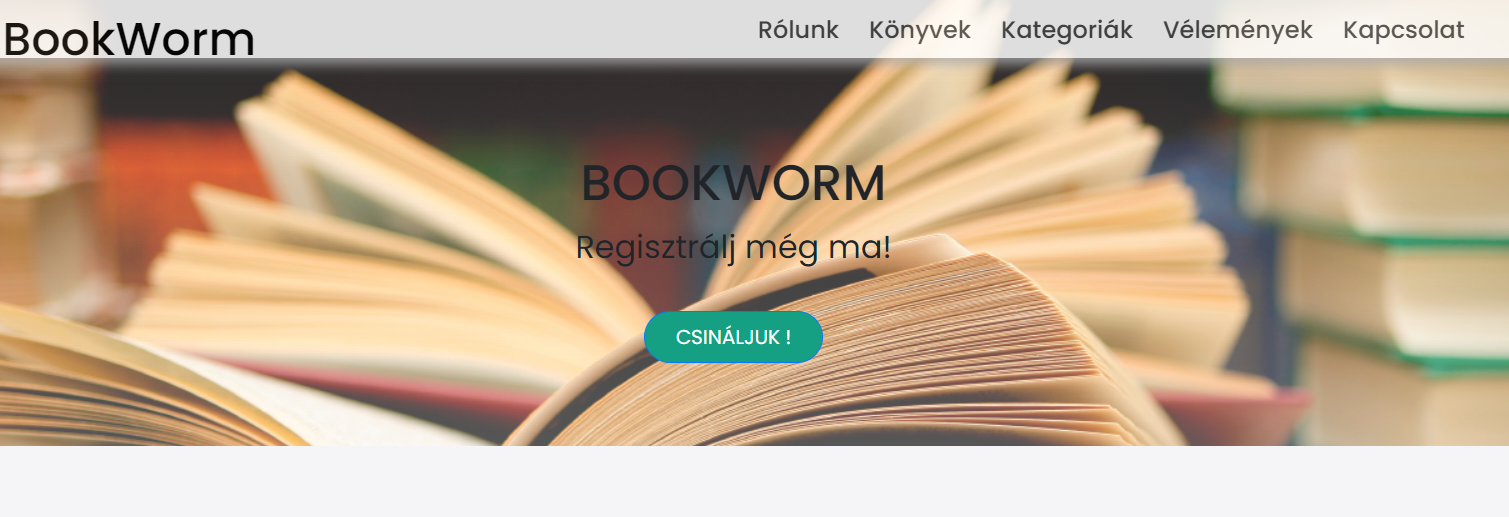 BookWorm
Rólunk Könyvek Kategoriák Vélemények Kapcsolat
BOOKWORM
Regisztrálj még ma!
CSINÁLJUK !